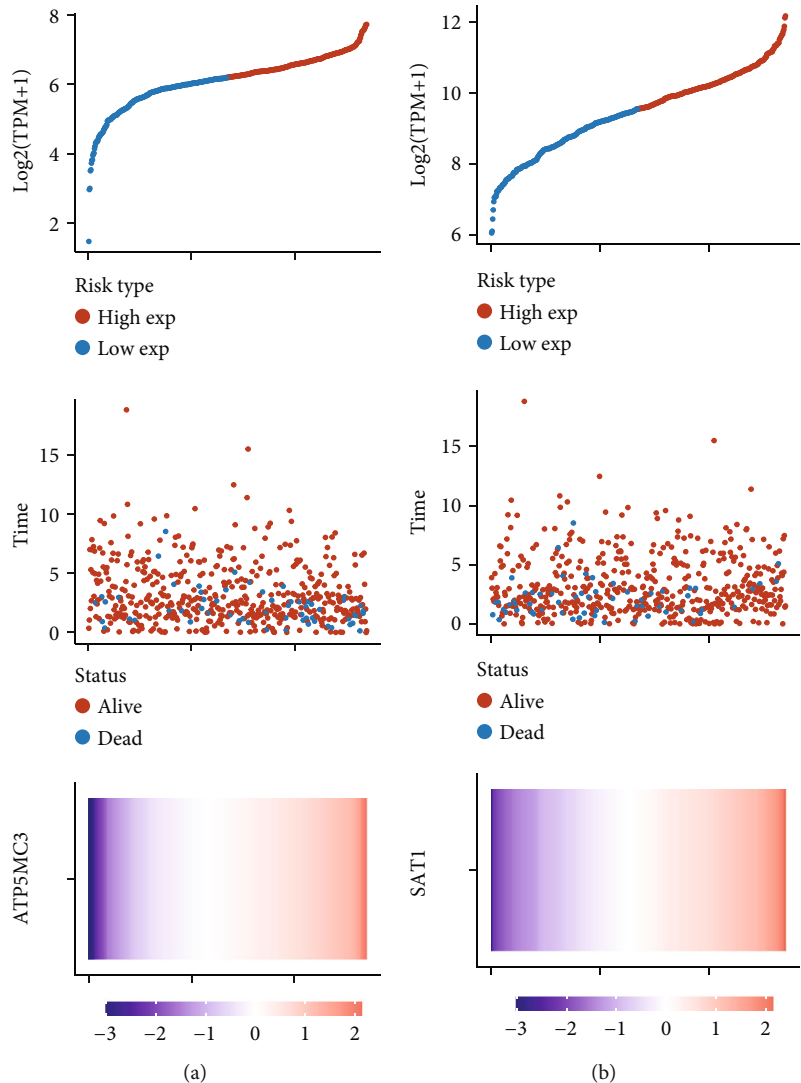 Log2(TPM+1)
8
6
4
2
Risk type
High exp
Low exp
Time
15
10
5
0
Status
Alive
Dead
ATP5MC3
−3 −2 −1 0 1 2
(a)
Log2(TPM+1)
12
10
8
6
Risk type
High exp
Low exp
Time
15
10
5
0
Status
Alive
Dead
SAT1
−3 −2 −1 0 1 2
(b)